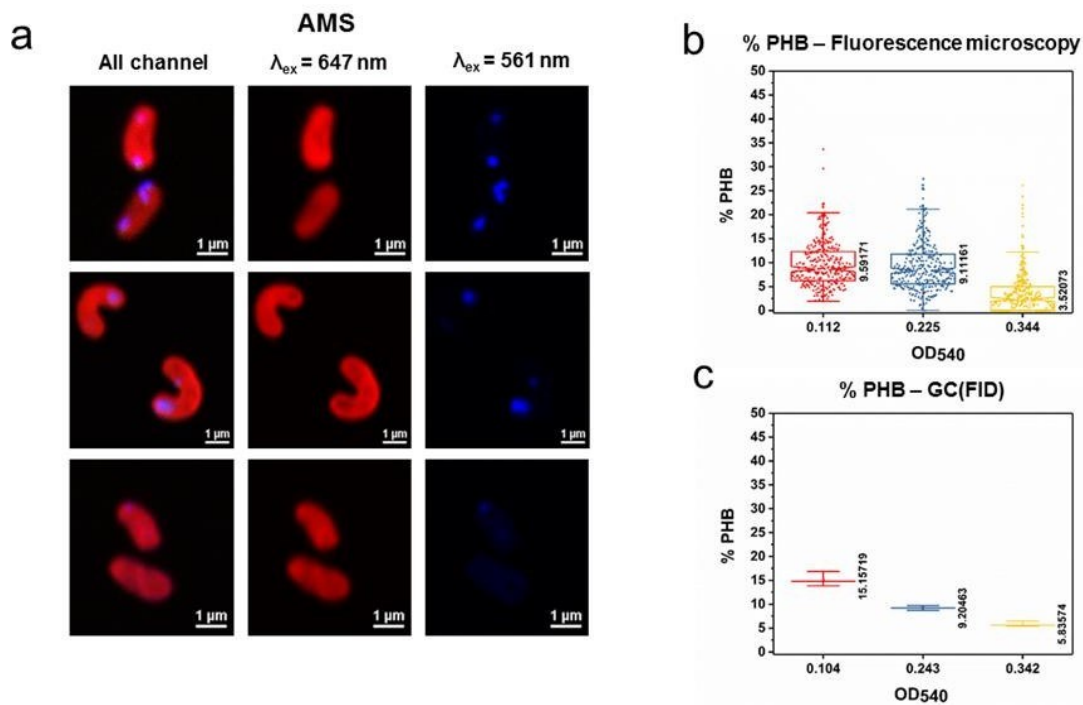 a
AMS
All channel
λex = 647 nm
λex = 561 nm
1 µm
1 µm
1 µm
1 µm
1 µm
1 µm
1 µm
1 µm
1 µm
b
% PHB – Fluorescence microscopy
50
45
40
35
30
25
20
15
10
5
0
% PHB
9.59171
9.11161
3.52073
0.112
0.225
0.344
OD540
c
% PHB – GC(FID)
50
45
40
35
30
25
20
15
10
5
0
% PHB
15.15719
9.20463
5.83574
0.104
0.243
0.342
OD540